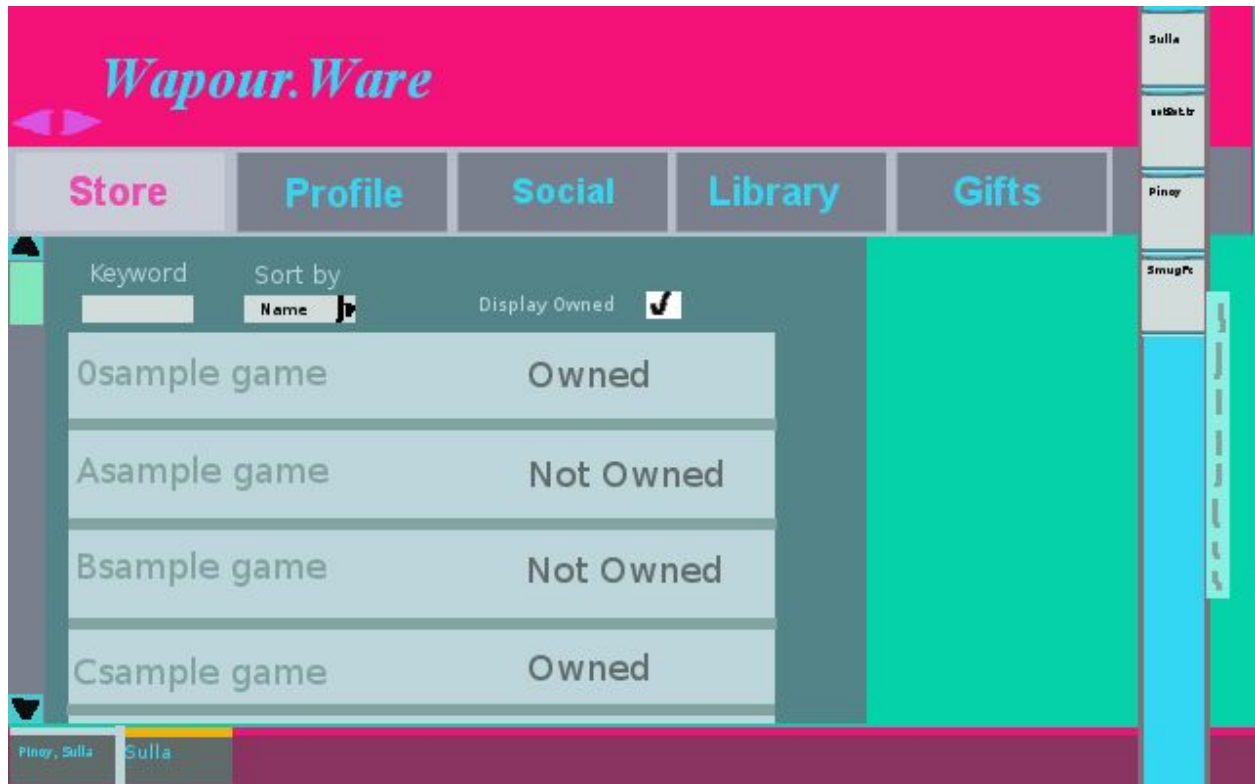 Wapour.Ware
Store Profile Social Library Gifts
Keyword Sort by
Name
Display Owned
0sample game Owned
Asample game Not Owned
Bsample game Not Owned
Csample game Owned
Sulla
Pinoy
Pinoy, Sulla
Sulla